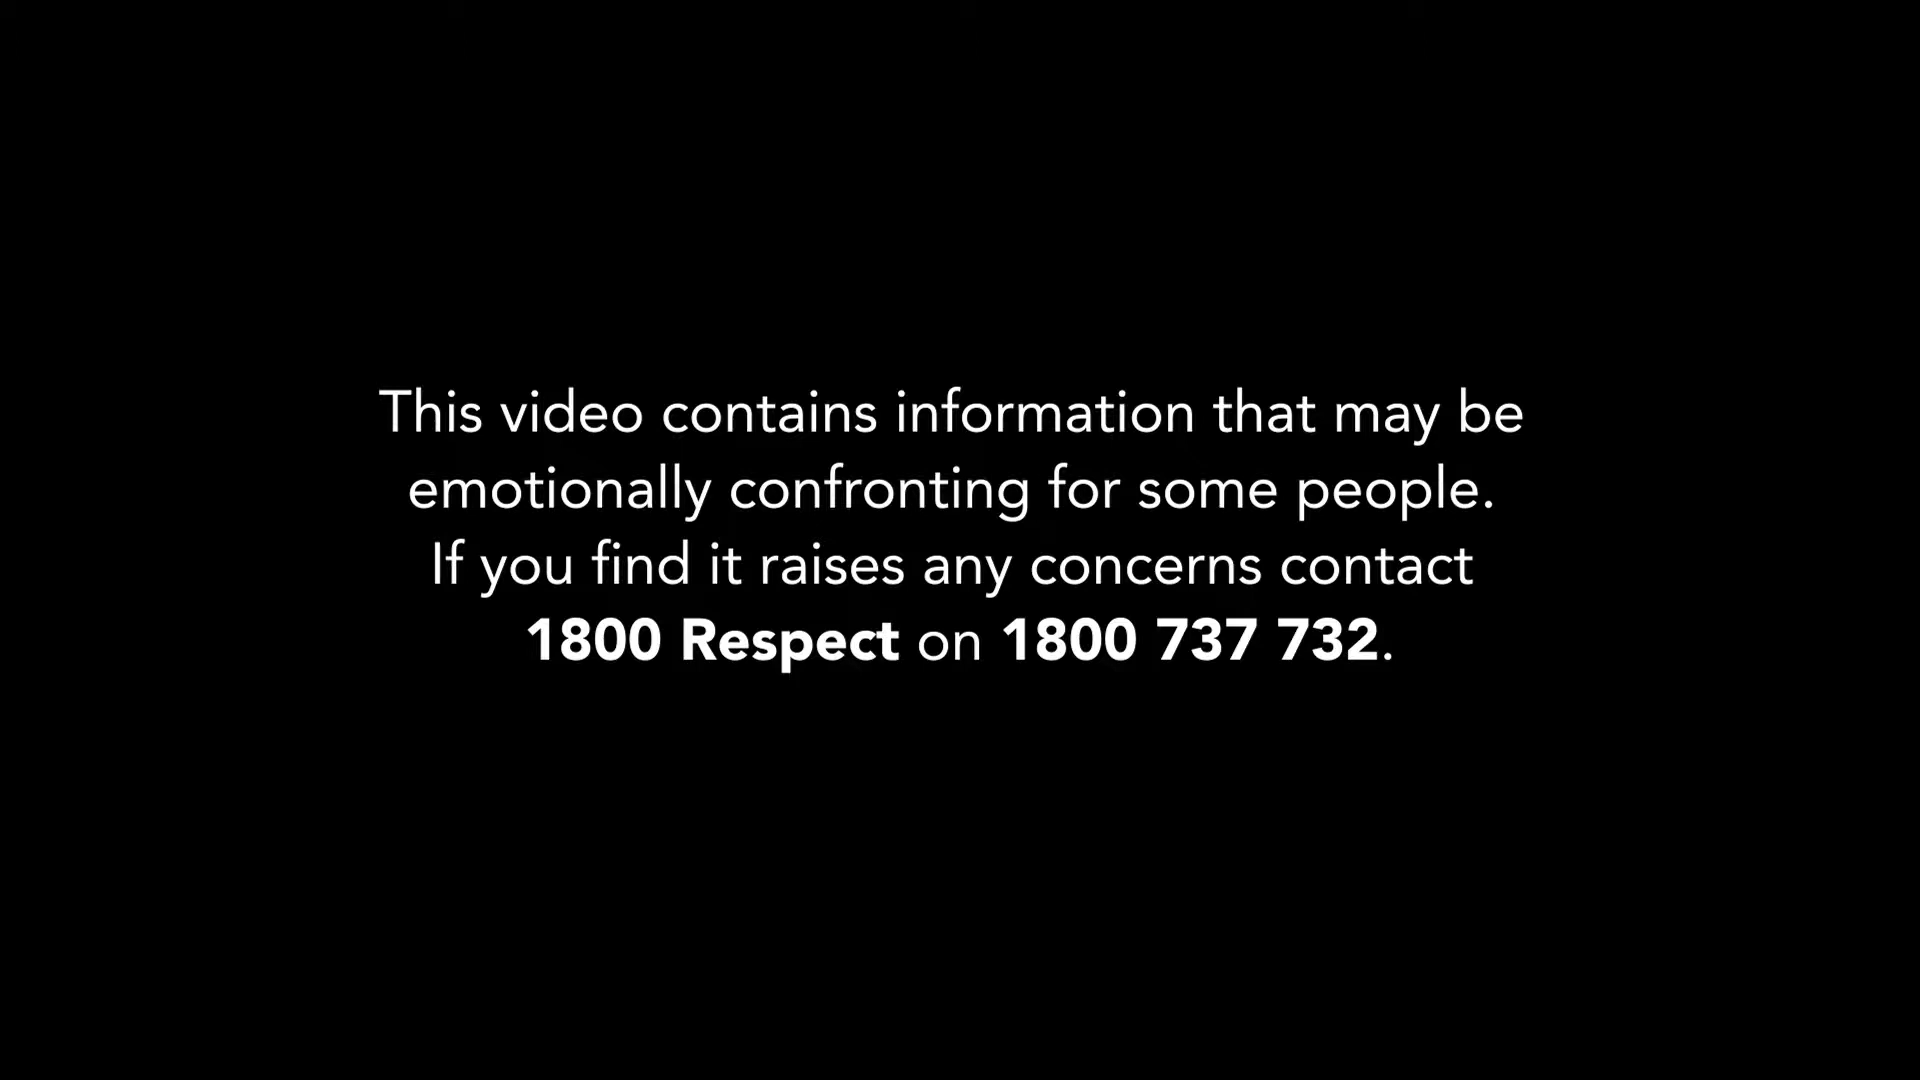 This video contains information that may be
emotionally confronting for some people.
If you find it raises any concerns contact
1800 Respect on 1800 737 732.